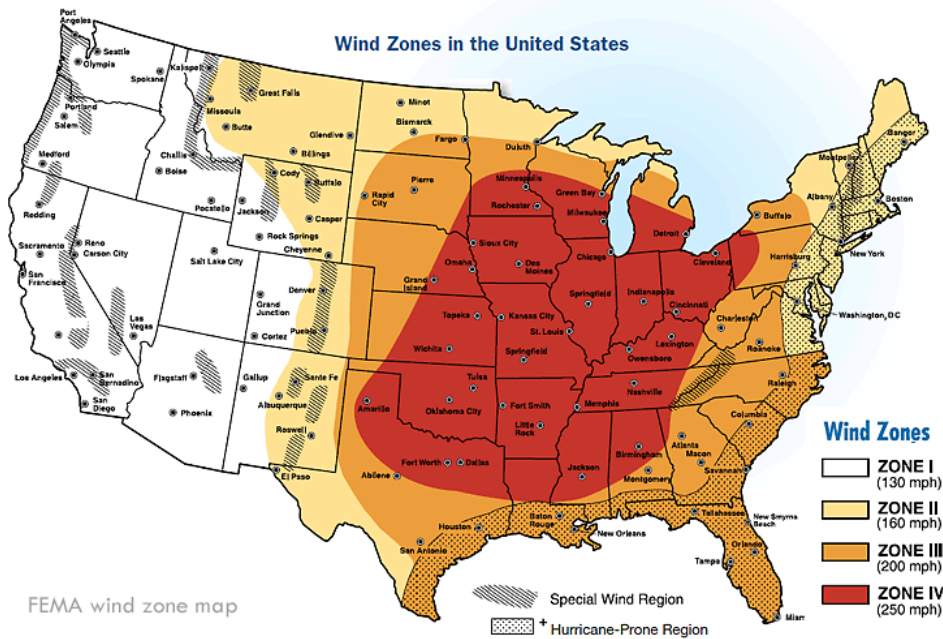 Wind Zones in the United States
Port
Angeles
Seattle
Olympia
Spokane
Kalispell
Great Falls
Missoula
Butte
Glendive
Billings
Minot
Bismarck
Fargo
Duluth
Portland
Salem
Medford
Challis
Boise
Pocatello
Jackson
Cody
Buffalo
Casper
Rock Springs
Cheyenne
Rapid
City
Pierre
Minneapolis
Rochester
Green Bay
Milwaukee
Detroit
Chicago
Cleveland
Buffalo
Albany
Montpelier
Bangor
Boston
New York
Harrisburg
Washington, DC
Redding
Sacramento
Reno
Carson City
San
Francisco
Salt Lake City
Las
Vegas
Grand
Junction
Cortez
Denver
Pueblo
Grand
Island
Omaha
Sioux City
Des
Moines
Topeka
Kansas City
Wichita
St. Louis
Springfield
Springfield
Indianapolis
Cincinnati
Lexington
Owensboro
Charleston
Roanoke
Raleigh
Los Angeles
San
Bernadino
San
Diego
Flagstaff
Phoenix
Gallup
Sante Fe
Albuquerque
Roswell
El Paso
Amarillo
Tulsa
Oklahoma City
Fort Smith
Little
Rock
Memphis
Nashville
Fort Worth
Dallas
Abilene
Jackson
Birmingham
Montgomery
Atlanta
Macon
Columbia
Savannah
Houston
San Antonio
Baton
Rouge
New Orleans
Tallahassee
New Smyrna
Beach
Orlando
Tampa
Miami
Wind Zones
ZONE I
(130 mph)
ZONE II
(160 mph)
ZONE III
(200 mph)
ZONE IV
(250 mph)
FEMA wind zone map
Special Wind Region
+ Hurricane-Prone Region